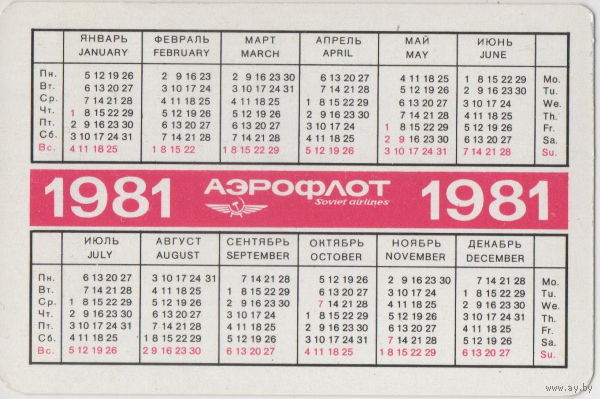 ЯНВАРЬ ФЕВРАЛЬ МАРТ АПРЕЛЬ МАЙ ИЮНЬ
JANUARY FEBRUARY MARCH APRIL MAY JUNE
Пн. 5 12 19 26 2 9 16 23 2 9 16 23 30 6 13 20 27 4 11 18 25 1 8 15 22 29 Mo.
Вт. 6 13 20 27 3 10 17 24 3 10 17 24 31 7 14 21 28 5 12 19 26 2 9 16 23 30 Tu.
Ср. 7 14 21 28 4 11 18 25 4 11 18 25 1 8 15 22 29 6 13 20 27 3 10 17 24 We.
Чт. 1 8 15 22 29 5 12 19 26 5 12 19 26 2 9 16 23 30 7 14 21 28 4 11 18 25 Th.
Пт. 2 9 16 23 30 6 13 20 27 6 13 20 27 3 10 17 24 1 8 15 22 29 5 12 19 26 Fr.
Сб. 3 10 17 24 31 7 14 21 28 7 14 21 28 4 11 18 25 2 9 16 23 30 6 13 20 27 Sa.
Вс. 4 11 18 25 1 8 15 22 1 8 15 22 29 5 12 19 26 3 10 17 24 31 7 14 21 28 Su.
1981 АЭРОФЛОТ 1981
Soviet airlines
ИЮЛЬ АВГУСТ СЕНТЯБРЬ ОКТЯБРЬ НОЯБРЬ ДЕКАБРЬ
JULY AUGUST SEPTEMBER OCTOBER NOVEMBER DECEMBER
Пн. 6 13 20 27 3 10 17 24 31 7 14 21 28 5 12 19 26 2 9 16 23 30 7 14 21 28 Mo.
Вт. 7 14 21 28 4 11 18 25 1 8 15 22 29 6 13 20 27 3 10 17 24 1 8 15 22 29 Tu.
Ср. 1 8 15 22 29 5 12 19 26 2 9 16 23 30 7 14 21 28 4 11 18 25 2 9 16 23 30 We.
Чт. 2 9 16 23 30 6 13 20 27 3 10 17 24 1 8 15 22 29 5 12 19 26 3 10 17 24 31 Th.
Пт. 3 10 17 24 31 7 14 21 28 4 11 18 25 2 9 16 23 30 6 13 20 27 4 11 18 25 Fr.
Сб. 4 11 18 25 1 8 15 22 29 5 12 19 26 3 10 17 24 31 7 14 21 28 5 12 19 26 Sa.
Вс. 5 12 19 26 2 9 16 23 30 6 13 20 27 4 11 18 25 1 8 15 22 29 6 13 20 27 Su.
www.ay.by